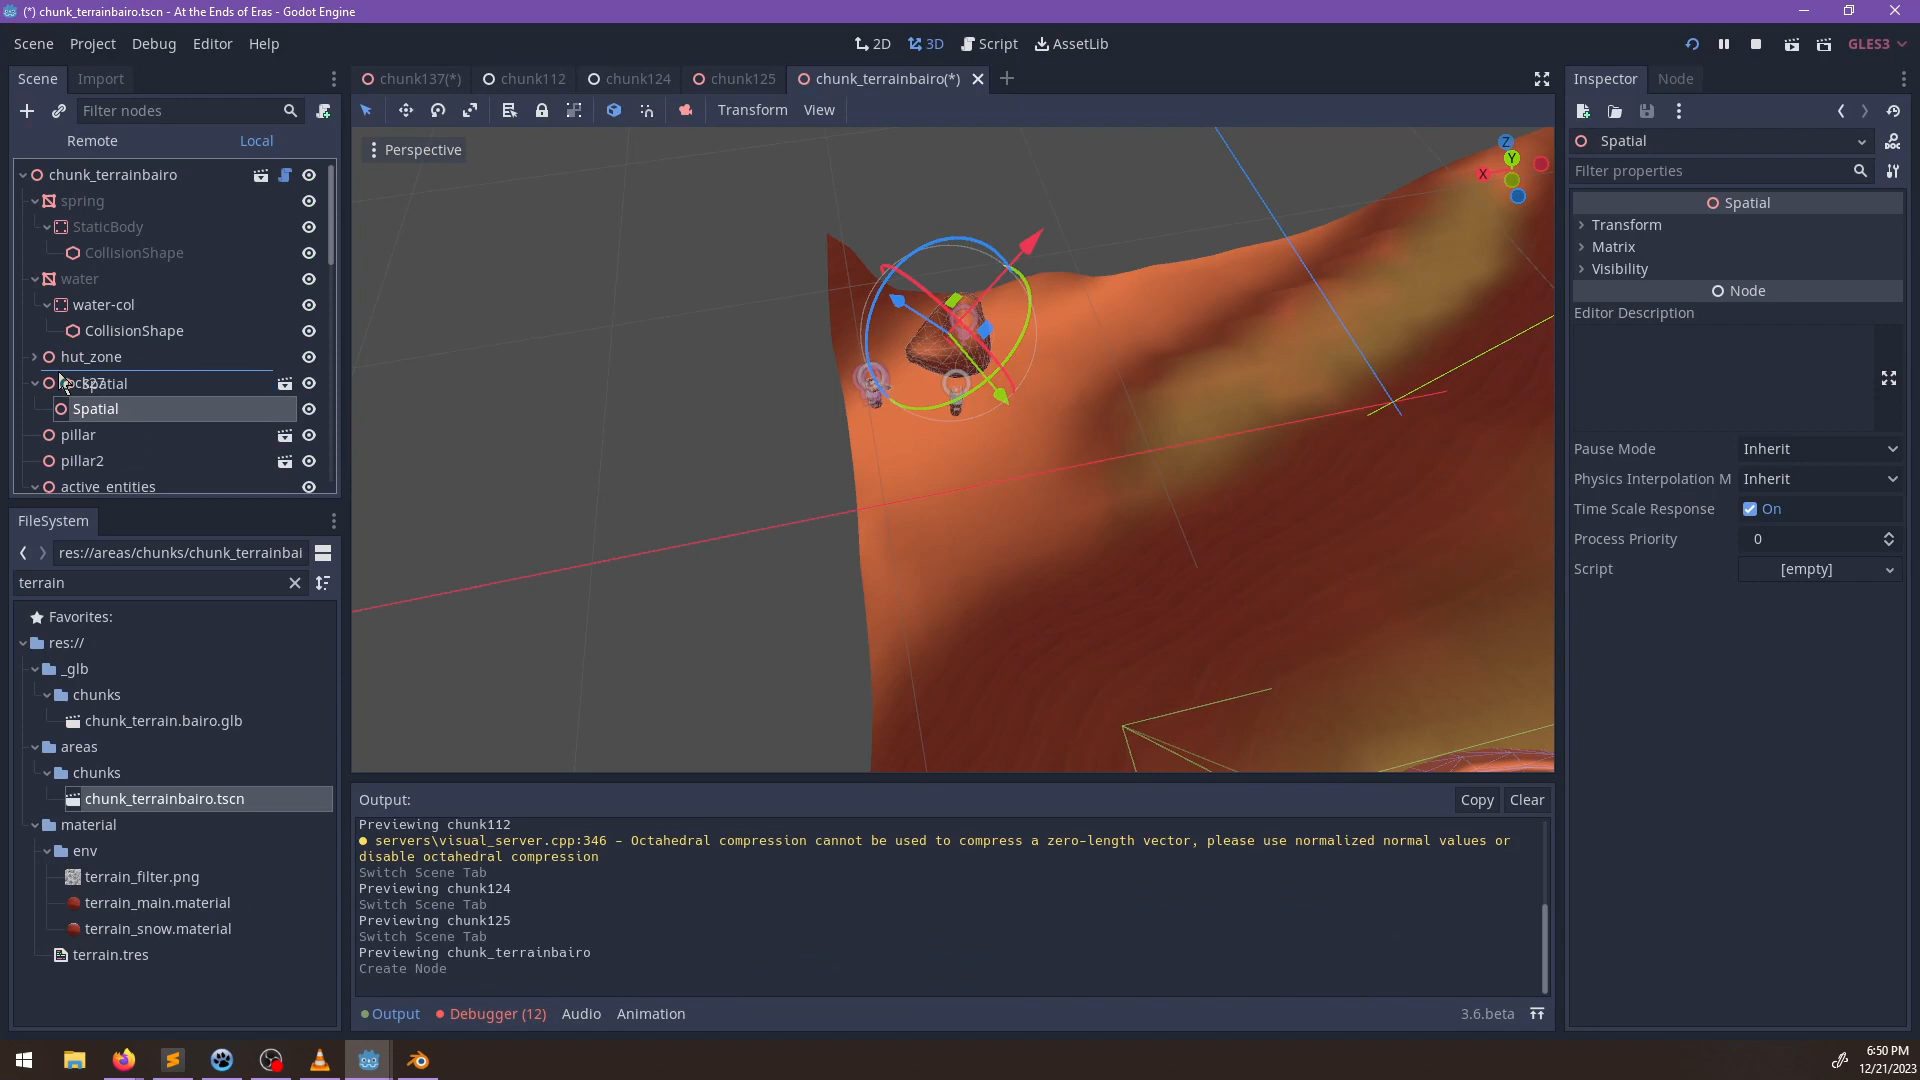 (*) chunk_terrainbairo.tscn - At the Ends of Eras - Godot Engine
Scene Project Debug Editor Help
2D 3D Script AssetLib
GLES3
Scene Import
chunk137(*) chunk112 chunk124 chunk125 chunk_terrainbairo(*)
Inspector Node
Filter nodes
Transform View
Remote Local
Perspective
Spatial
Filter properties
chunk_terrainbairo
spring
StaticBody
CollisionShape
water
water-col
CollisionShape
hut_zone
Spatial
Spatial
pillar
pillar2
active_entities
X Y Z
Spatial
Transform
Matrix
Visibility
Node
Editor Description
Pause Mode Inherit
Physics Interpolation M Inherit
Time Scale Response On
Process Priority 0
Script [empty]
FileSystem
res://areas/chunks/chunk_terrainbai
terrain
Favorites:
res://
_glb
chunks
chunk_terrain.bairo.glb
areas
chunks
chunk_terrainbairo.tscn
material
env
terrain_filter.png
terrain_main.material
terrain_snow.material
terrain.tres
Output:
Copy Clear
Previewing chunk112
servers\visual_server.cpp:346 - Octahedral compression cannot be used to compress a zero-length vector, please use normalized normal values or
disable octahedral compression
Switch Scene Tab
Previewing chunk124
Switch Scene Tab
Previewing chunk125
Switch Scene Tab
Previewing chunk_terrainbairo
Create Node
Output Debugger (12) Audio Animation
3.6.beta
6:50 PM
12/21/2023